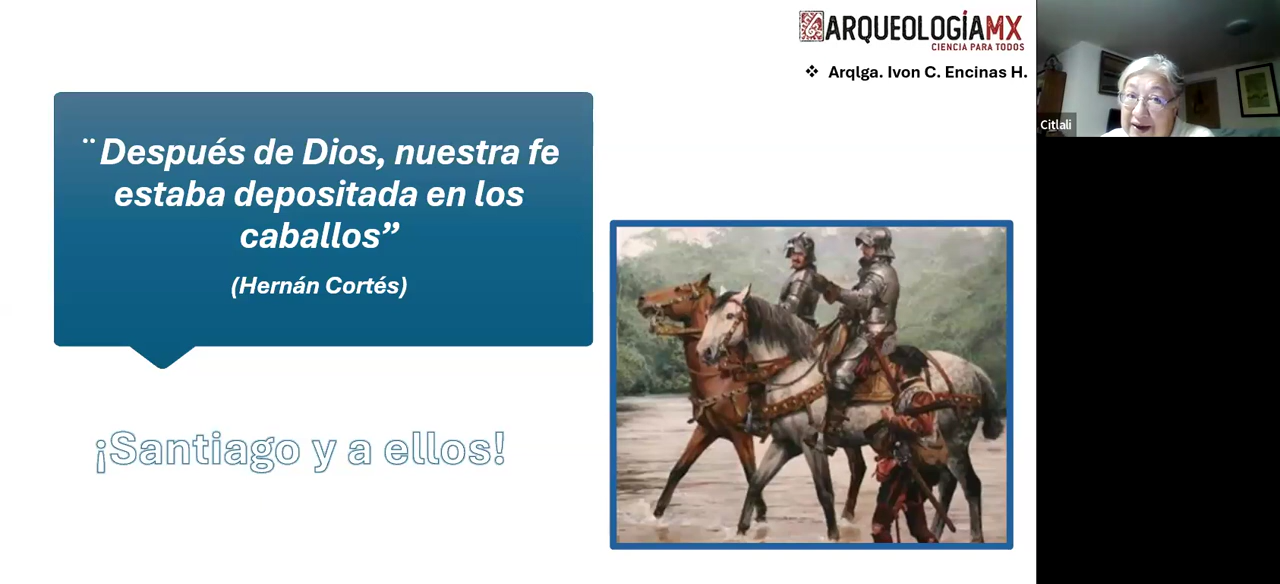 ARQUEOLOGÍAMX
CIENCIA PARA TODOS
❖ Arqlga. Ivon C. Encinas H.
Citlali
¨Después de Dios, nuestra fe
estaba depositada en los
caballos”
(Hernán Cortés)
¡Santiago y a ellos!